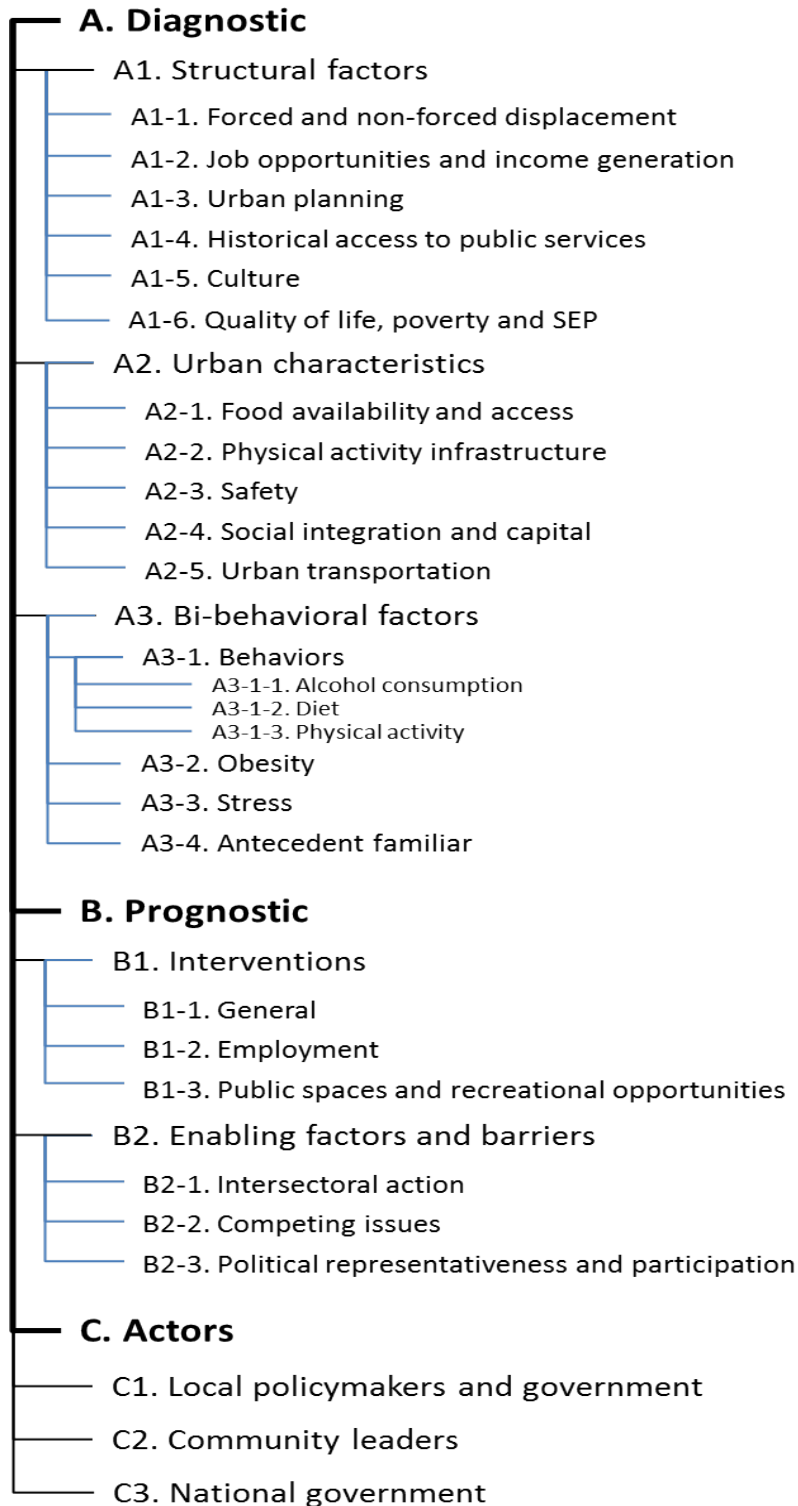 A. Diagnostic
A1. Structural factors
A1-1. Forced and non-forced displacement
A1-2. Job opportunities and income generation
A1-3. Urban planning
A1-4. Historical access to public services
A1-5. Culture
A1-6. Quality of life, poverty and SEP
A2. Urban characteristics
A2-1. Food availability and access
A2-2. Physical activity infrastructure
A2-3. Safety
A2-4. Social integration and capital
A2-5. Urban transportation
A3. Bi-behavioral factors
A3-1. Behaviors
A3-1-1. Alcohol consumption
A3-1-2. Diet
A3-1-3. Physical activity
A3-2. Obesity
A3-3. Stress
A3-4. Antecedent familiar
B. Prognostic
B1. Interventions
B1-1. General
B1-2. Employment
B1-3. Public spaces and recreational opportunities
B2. Enabling factors and barriers
B2-1. Intersectoral action
B2-2. Competing issues
B2-3. Political representativeness and participation
C. Actors
C1. Local policymakers and government
C2. Community leaders
C3. National government